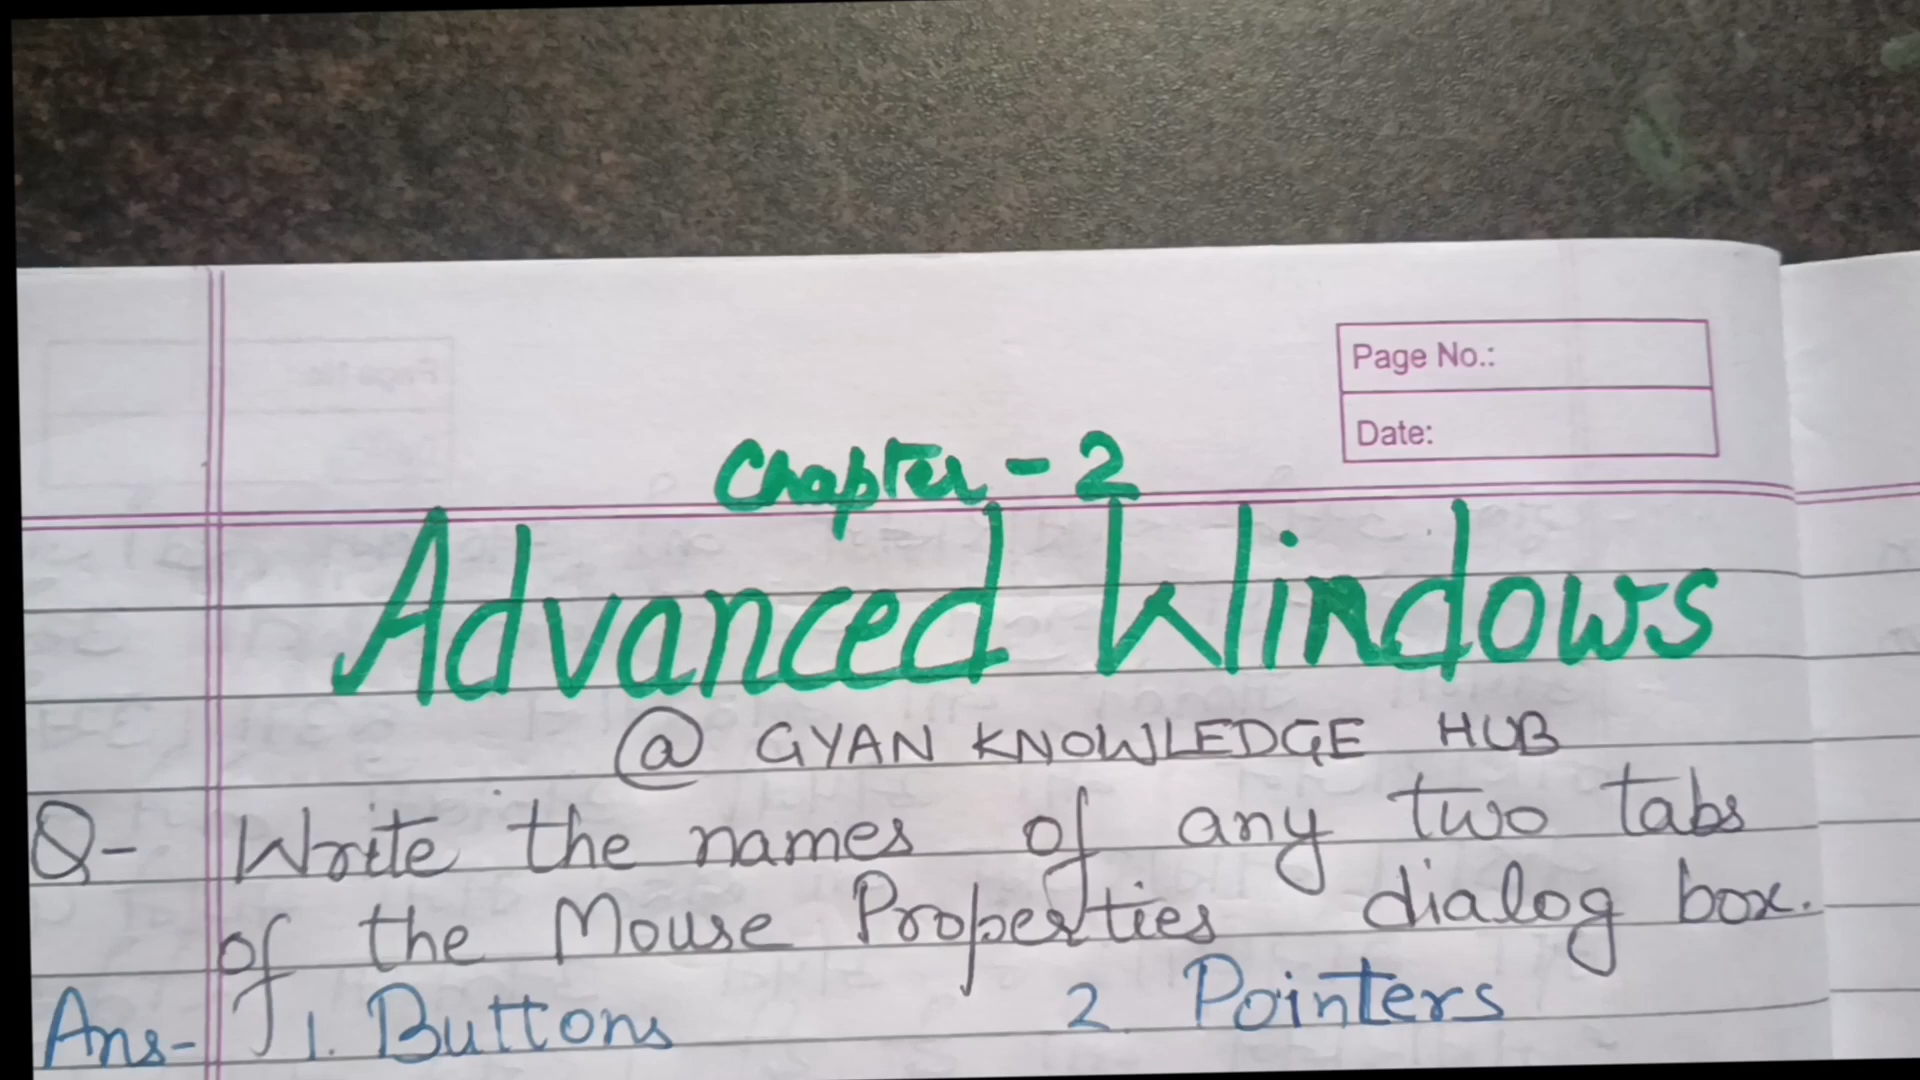 Page No.:
Date:
Chapter - 2
Advanced Windows
@ GYAN KNOWLEDGE HUB
Q- Write the names of any two tabs
of the Mouse Properties dialog box.
Ans- 1. Buttons 2. Pointers